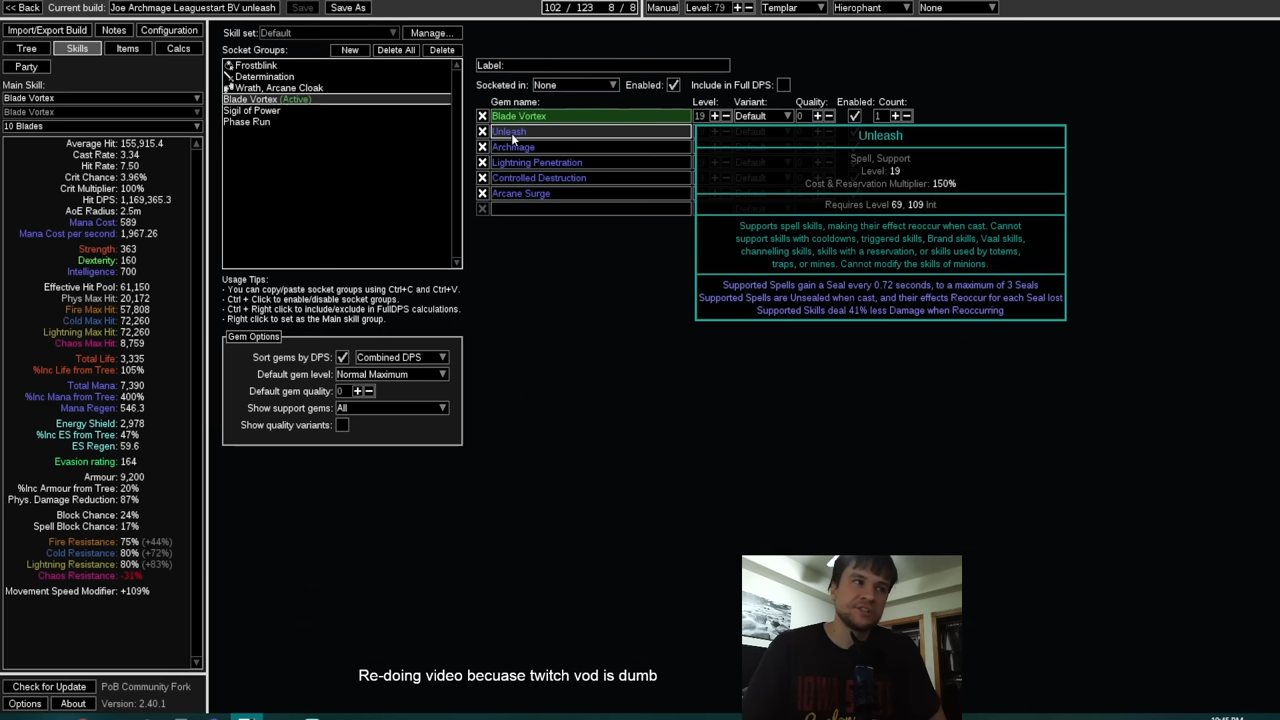 << Back Current build: Joe Archmage Leaguestart BV unleash Save Save As 102 / 123 8 / 8 Manual Level: 79 + - Templar Hierophant None
Import/Export Build Notes Configuration
Tree Skills Items Calcs
Party
Main Skill:
Blade Vortex
Blade Vortex
10 Blades
Average Hit: 155,915.4
Cast Rate: 3.34
Hit Rate: 7.50
Crit Chance: 3.96%
Crit Multiplier: 100%
Hit DPS: 1,169,365.3
AoE Radius: 2.5m
Mana Cost: 589
Mana Cost per second: 1,967.26
Strength: 363
Dexterity: 160
Intelligence: 700
Effective Hit Pool: 61,150
Phys Max Hit: 20,172
Fire Max Hit: 57,808
Cold Max Hit: 72,260
Lightning Max Hit: 72,260
Chaos Max Hit: 8,759
Total Life: 3,335
%Inc Life from Tree: 105%
Total Mana: 7,390
%Inc Mana from Tree: 400%
Mana Regen: 546.3
Energy Shield: 2,978
%Inc ES from Tree: 47%
ES Regen: 59.6
Evasion rating: 164
Armour: 9,200
%Inc Armour from Tree: 20%
Phys. Damage Reduction: 87%
Block Chance: 24%
Spell Block Chance: 17%
Fire Resistance: 75% (+44%)
Cold Resistance: 80% (+72%)
Lightning Resistance: 80% (+83%)
Chaos Resistance: -31%
Movement Speed Modifier: +109%
Check for Update PoB Community Fork
Options About Version: 2.40.1
Skill set: Default Manage...
Socket Groups: New Delete All Delete
Frostblink
Determination
Wrath, Arcane Cloak
Blade Vortex (Active)
Sigil of Power
Phase Run
Usage Tips:
- You can copy/paste socket groups using Ctrl+C and Ctrl+V.
- Ctrl + Click to enable/disable socket groups.
- Ctrl + Right click to include/exclude in FullDPS calculations.
- Right click to set as the Main skill group.
Gem Options
Sort gems by DPS: Combined DPS
Default gem level: Normal Maximum
Default gem quality: 0 + -
Show support gems: All
Show quality variants:
Label:
Socketed in: None Enabled: Include in Full DPS:
Gem name: Level: Variant: Quality: Enabled: Count:
Blade Vortex 19 + - Default 0 + - 1 + -
Unleash
Archmage
Lightning Penetration
Controlled Destruction
Arcane Surge
Unleash
Spell, Support
Level: 19
Cost & Reservation Multiplier: 150%
Requires Level 69, 109 Int
Supports spell skills, making their effect reoccur when cast. Cannot
support skills with cooldowns, triggered skills, Brand skills, Vaal skills,
channelling skills, skills with a reservation, or skills used by totems,
traps, or mines. Cannot modify the skills of minions.
Supported Spells gain a Seal every 0.72 seconds, to a maximum of 3 Seals
Supported Spells are Unsealed when cast, and their effects Reoccur for each Seal lost
Supported Skills deal 41% less Damage when Reoccurring
Re-doing video becuase twitch vod is dumb